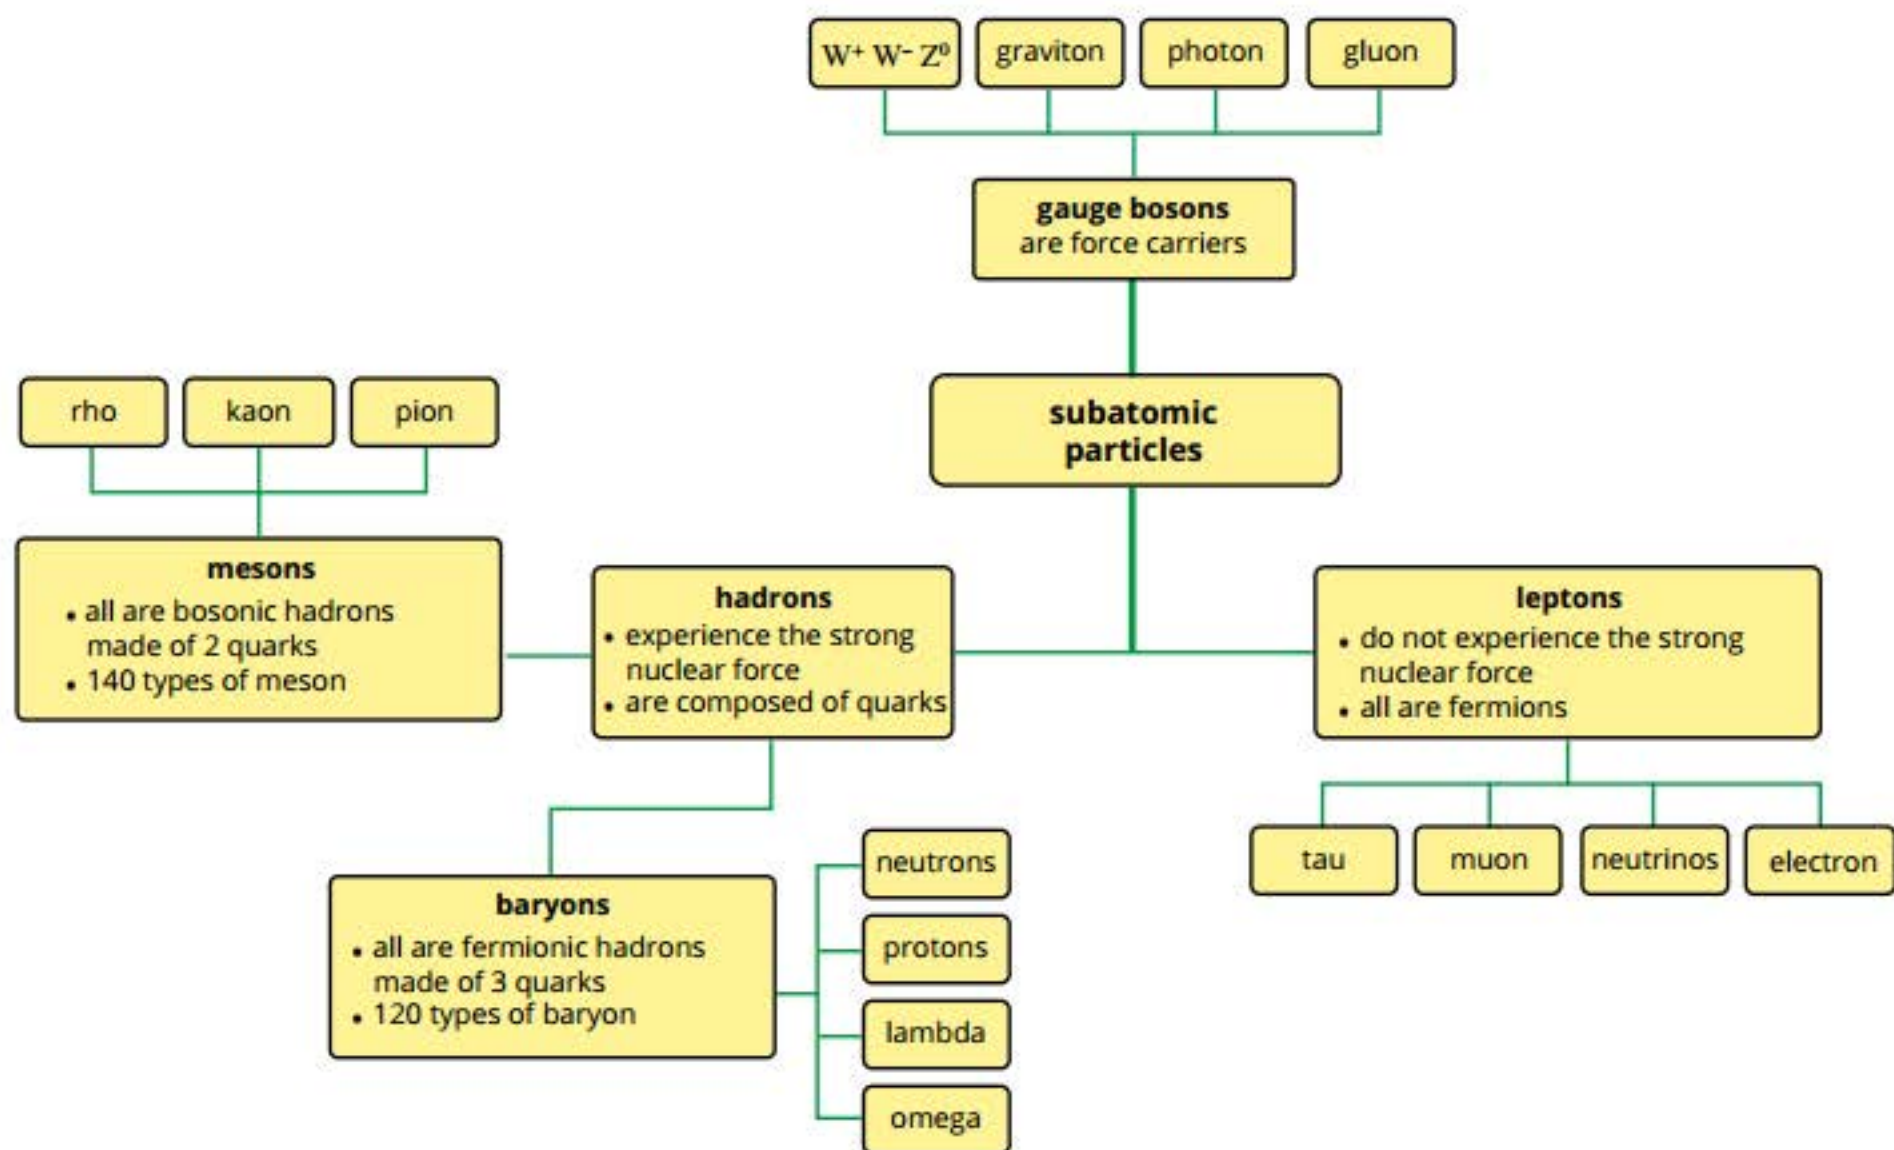 W⁺ W⁻ Z⁰
graviton
photon
gluon
gauge bosons
are force carriers
subatomic
particles
rho
kaon
pion
mesons
• all are bosonic hadrons
made of 2 quarks
• 140 types of meson
hadrons
• experience the strong
nuclear force
• are composed of quarks
leptons
• do not experience the strong
nuclear force
• all are fermions
tau
muon
neutrinos
electron
baryons
• all are fermionic hadrons
made of 3 quarks
• 120 types of baryon
neutrons
protons
lambda
omega